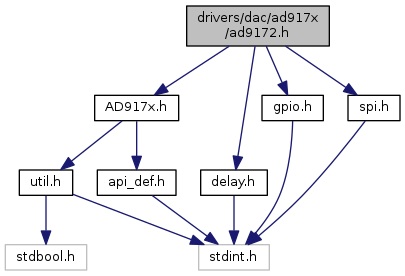 drivers/dac/ad917x
/ad9172.h
AD917x.h
gpio.h
spi.h
util.h
api_def.h
delay.h
stdbool.h
stdint.h